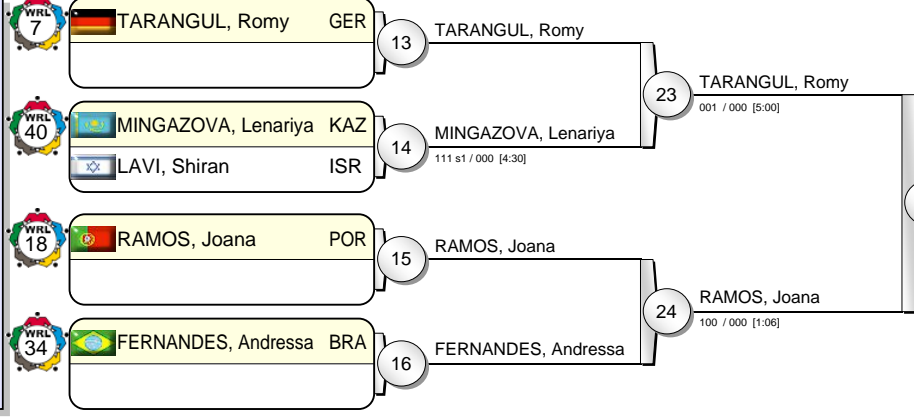 WRL
7
TARANGUL, Romy GER
13
TARANGUL, Romy
23
TARANGUL, Romy
001 / 000 [5:00]
WRL
40
MINGAZOVA, Lenariya KAZ
LAVI, Shiran ISR
14
MINGAZOVA, Lenariya
111 s1 / 000 [4:30]
WRL
18
RAMOS, Joana POR
15
RAMOS, Joana
24
RAMOS, Joana
100 / 000 [1:06]
WRL
34
FERNANDES, Andressa BRA
16
FERNANDES, Andressa